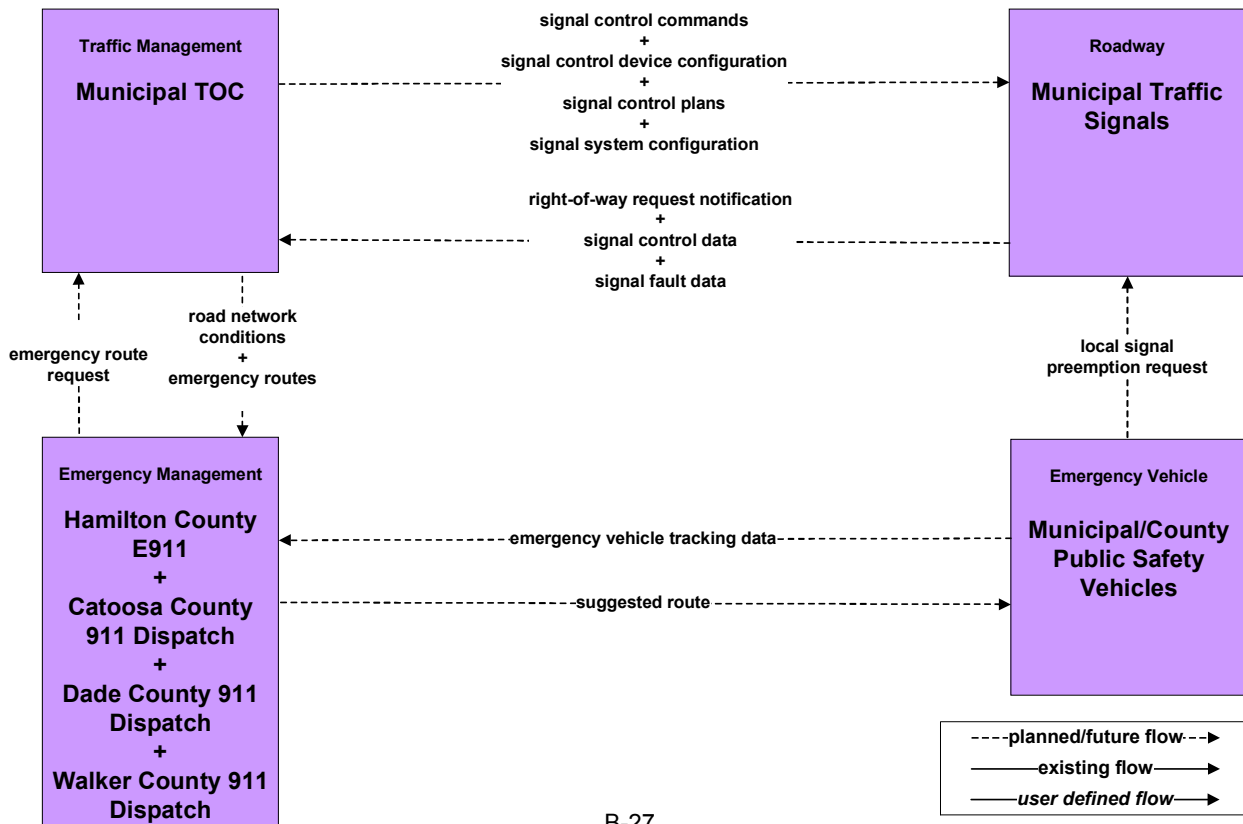 Traffic Management
Municipal TOC
signal control commands
+
signal control device configuration
+
signal control plans
+
signal system configuration
Roadway
Municipal Traffic
Signals
right-of-way request notification
+
signal control data
+
signal fault data
emergency route
request
road network
conditions
+
emergency routes
local signal
preemption request
Emergency Management
Hamilton County
E911
+
Catoosa County
911 Dispatch
+
Dade County 911
Dispatch
+
Walker County 911
Dispatch
emergency vehicle tracking data
suggested route
Emergency Vehicle
Municipal/County
Public Safety
Vehicles
planned/future flow
existing flow
user defined flow
B-27